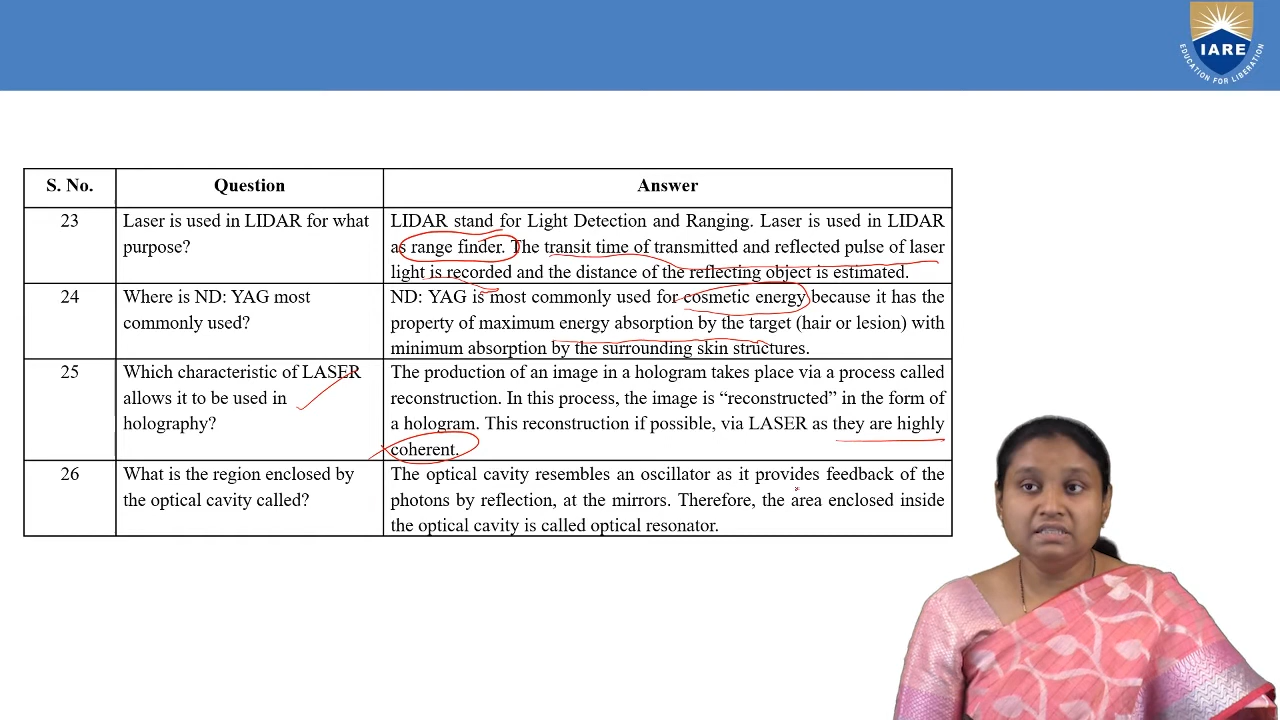 IARE
EDUCATION FOR LIBERATION
S. No. Question Answer
23 Laser is used in LIDAR for what purpose?
LIDAR stand for Light Detection and Ranging. Laser is used in LIDAR
as range finder. The transit time of transmitted and reflected pulse of laser
light is recorded and the distance of the reflecting object is estimated.
24 Where is ND: YAG most commonly used?
ND: YAG is most commonly used for cosmetic energy because it has the
property of maximum energy absorption by the target (hair or lesion) with
minimum absorption by the surrounding skin structures.
25 Which characteristic of LASER allows it to be used in holography?
The production of an image in a hologram takes place via a process called
reconstruction. In this process, the image is “reconstructed” in the form of
a hologram. This reconstruction if possible, via LASER as they are highly
coherent.
26 What is the region enclosed by the optical cavity called?
The optical cavity resembles an oscillator as it provides feedback of the
photons by reflection, at the mirrors. Therefore, the area enclosed inside
the optical cavity is called optical resonator.